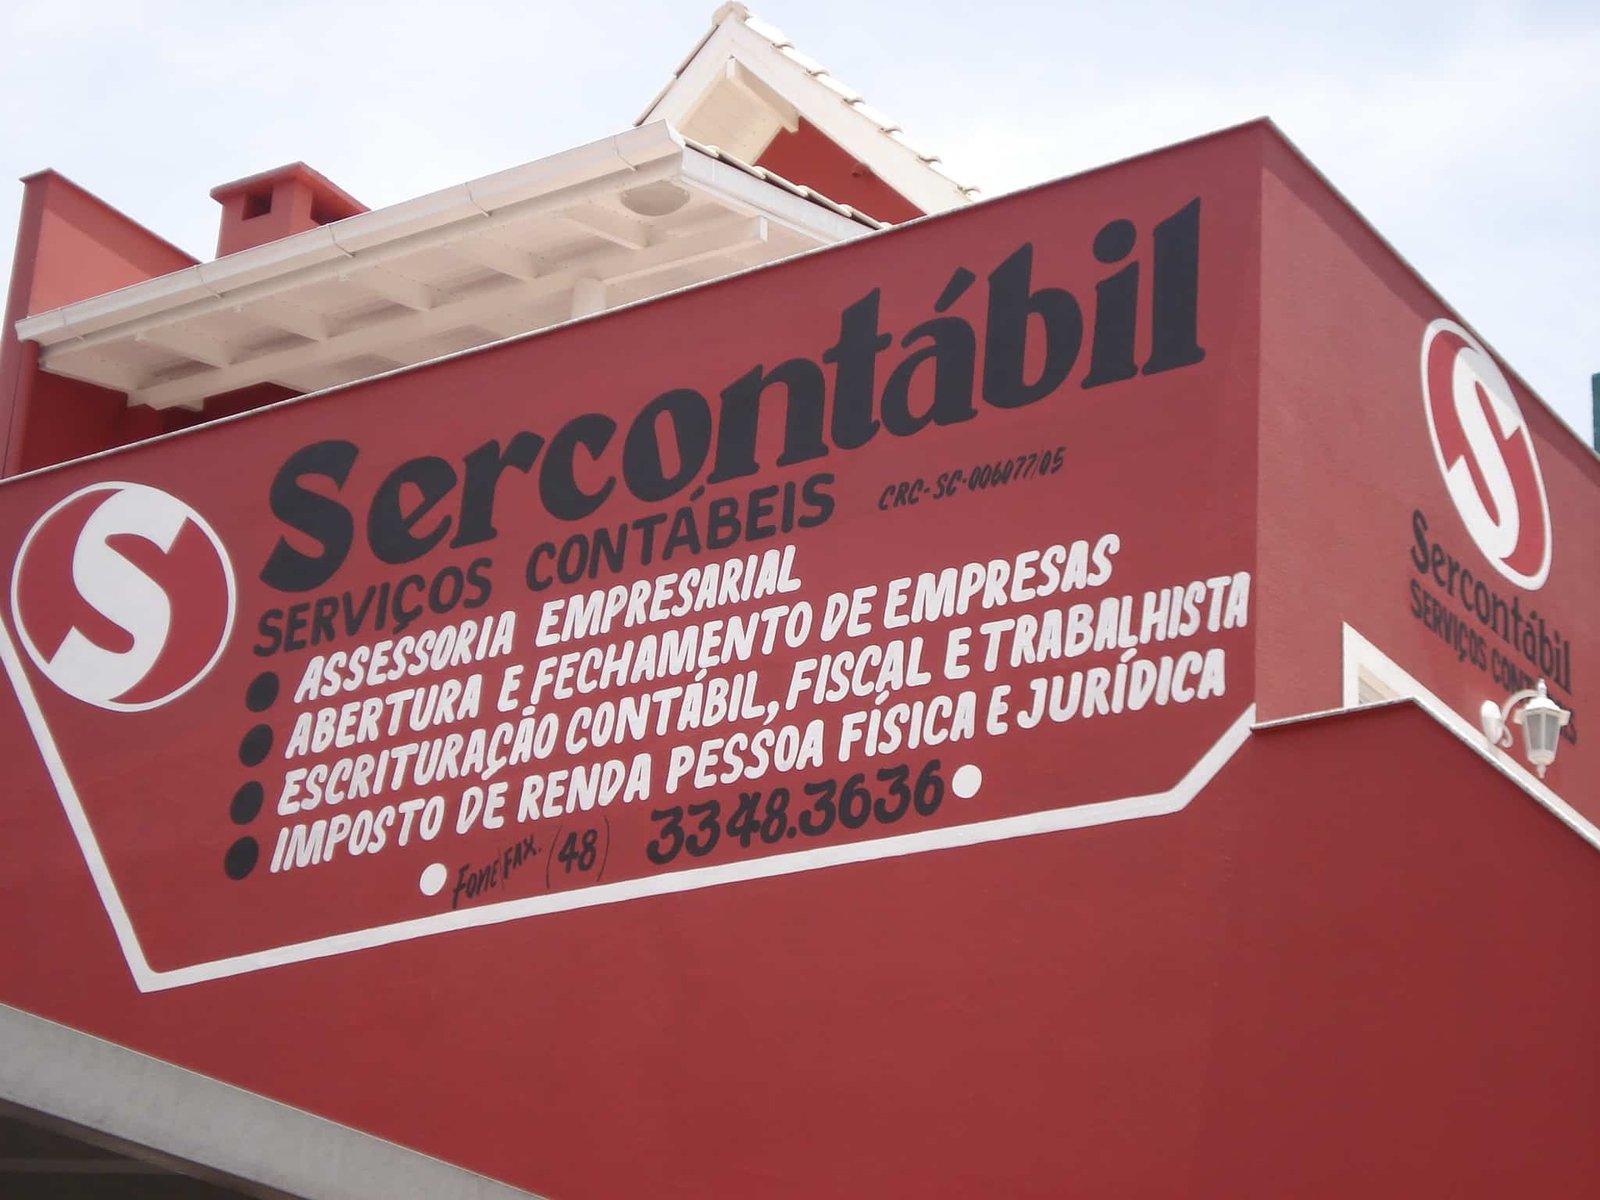 S
Sercontábil
SERVIÇOS CONTÁBEIS
CRC-SC-006077/05
ASSESSORIA EMPRESARIAL
ABERTURA E FECHAMENTO DE EMPRESAS
ESCRITURAÇÃO CONTÁBIL, FISCAL E TRABALHISTA
IMPOSTO DE RENDA PESSOA FÍSICA E JURÍDICA
Fone/FAX. (48) 3348.3636
S
Sercontábil
SERVIÇOS